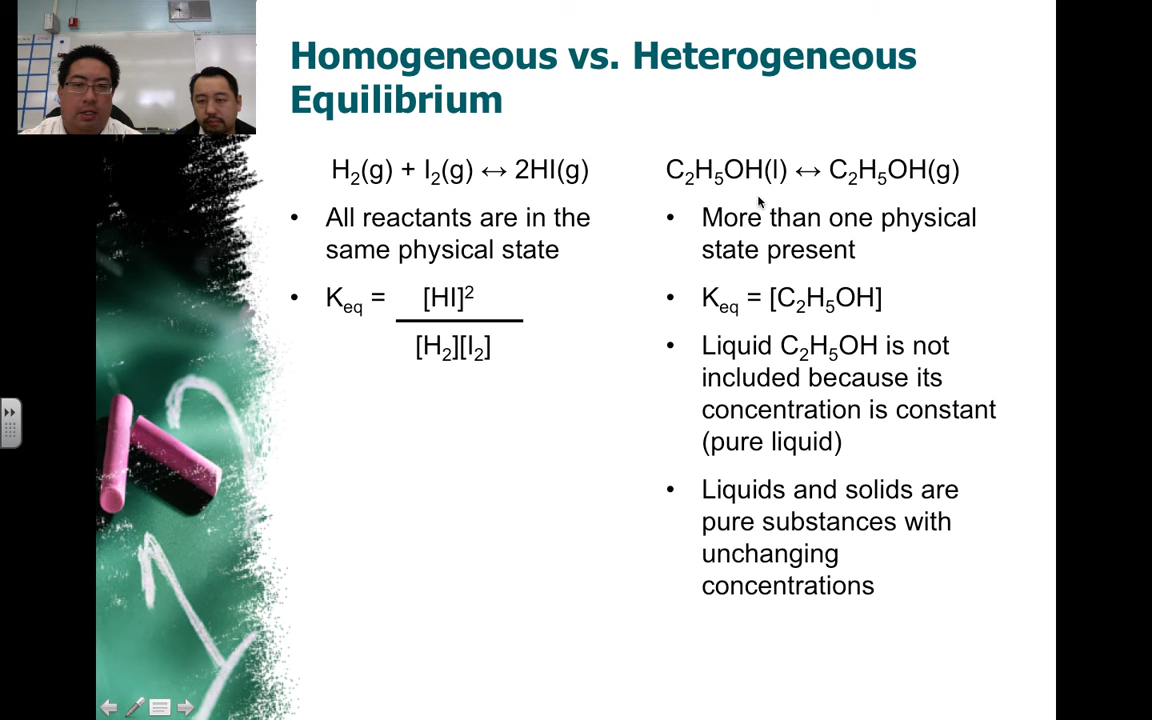 Homogeneous vs. Heterogeneous
Equilibrium
H₂(g) + I₂(g) ↔ 2HI(g)
• All reactants are in the
same physical state
• Keq = [HI]²
[H₂][I₂]
C₂H₅OH(l) ↔ C₂H₅OH(g)
• More than one physical
state present
• Keq = [C₂H₅OH]
• Liquid C₂H₅OH is not
included because its
concentration is constant
(pure liquid)
• Liquids and solids are
pure substances with
unchanging
concentrations